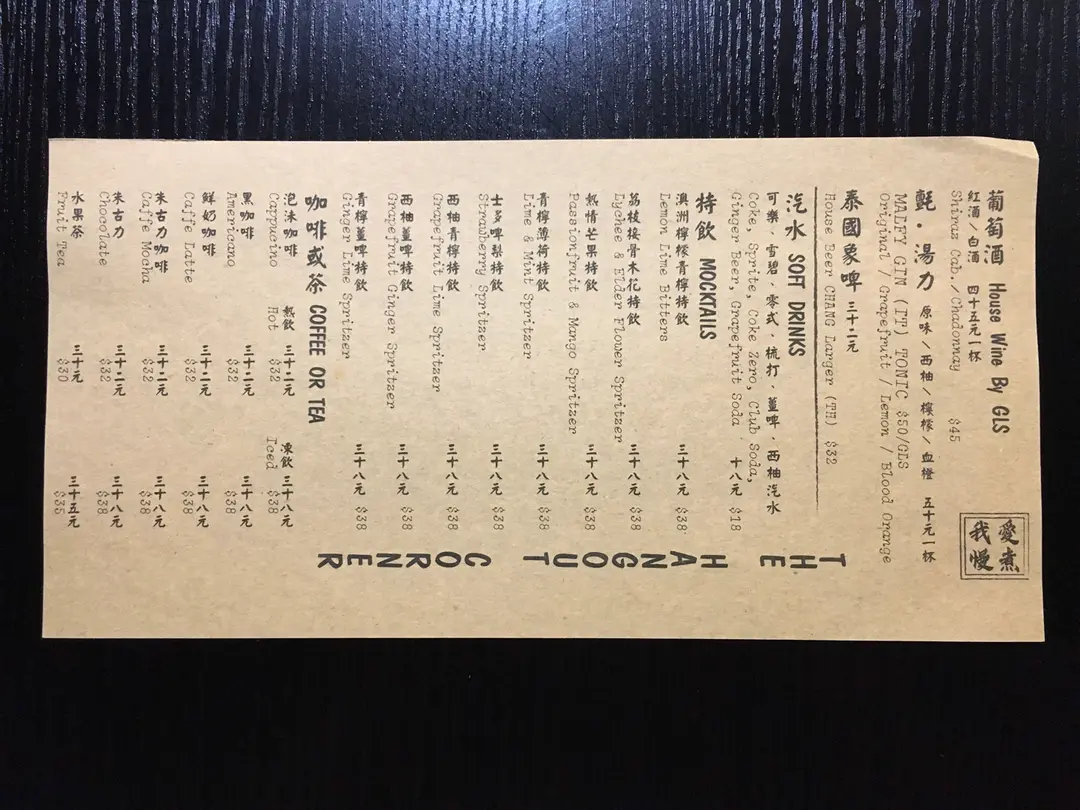 愛煮
我慢
葡萄酒 House Wine By GLS
紅酒/白酒 四十五元一杯
Shiraz Cab./Chadonnay $45
氈·湯力 原味/西柚/檸檬/血橙 五十元一杯
MALFY GIN (IT) TONIC $50/GLS
Original / Grapefruit / Lemon / Blood Orange
泰國象啤 三十·二元
House Beer CHANG Larger (TH) $32
汽水 SOFT DRINKS
可樂·雪碧·零式·梳打·薑啤·西柚汽水
Coke, Sprite, Coke Zero, Club Soda,
Ginger Beer, Grapefruit Soda 十八元 $18
特飲 MOCKTAILS
澳洲檸檬青檸特飲 三十八元
Lemon Lime Bitters $38
荔枝接骨木花特飲 三十八元
Lychee & Elder Flower Spritzer $38
熱情芒果特飲 三十八元
Passionfruit & Mango Spritzer $38
青檸薄荷特飲 三十八元
Lime & Mint Spritzer $38
士多啤梨特飲 三十八元
Strawberry Spritzer $38
西柚青檸特飲 三十八元
Grapefruit Lime Spritzer $38
西柚薑啤特飲 三十八元
Grapefruit Ginger Spritzer $38
青檸薑啤特飲 三十八元
Ginger Lime Spritzer $38
咖啡或茶 COFFEE OR TEA
熱飲 凍飲
Hot Iced
泡沫咖啡 三十八元
Cappucino $38
黑咖啡 三十·二元 三十八元
Americano $32 $38
鮮奶咖啡 三十·二元 三十八元
Caffe Latte $32 $38
朱古力咖啡 三十·二元 三十八元
Caffe Mocha $32 $38
朱古力 三十·二元 三十八元
Chocolate $32 $38
水果茶 三十元 三十五元
Fruit Tea $30 $35
THE HANGOUT CORNER